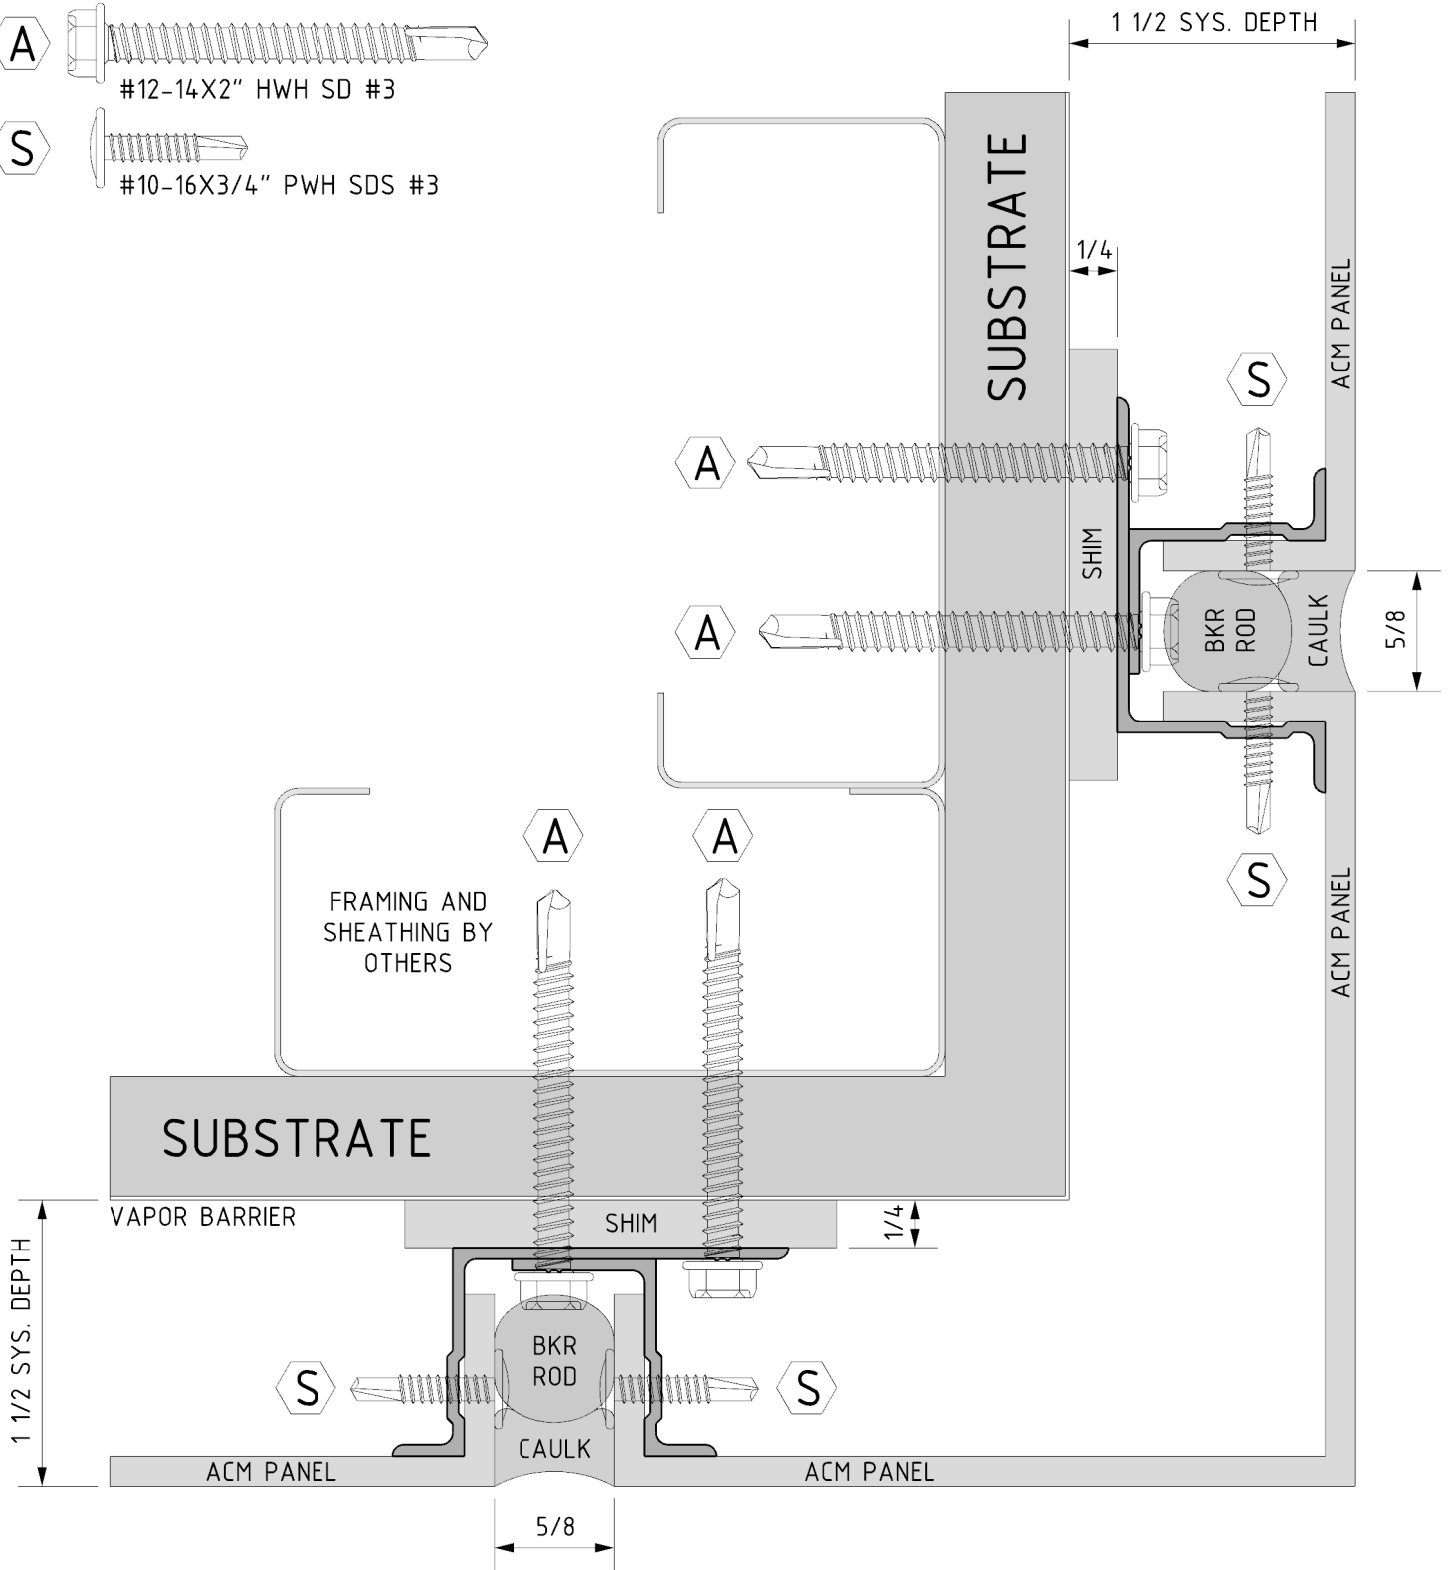 A
#12-14X2" HWH SD #3
S
#10-16X3/4" PWH SDS #3
1 1/2 SYS. DEPTH
SUBSTRATE
1/4
ACM PANEL
S
A
SHIM
A
BKR
ROD
CAULK
5/8
A
A
S
FRAMING AND
SHEATHING BY
OTHERS
ACM PANEL
SUBSTRATE
VAPOR BARRIER
SHIM
1/4
1 1/2 SYS. DEPTH
BKR
ROD
S
S
CAULK
ACM PANEL
ACM PANEL
5/8